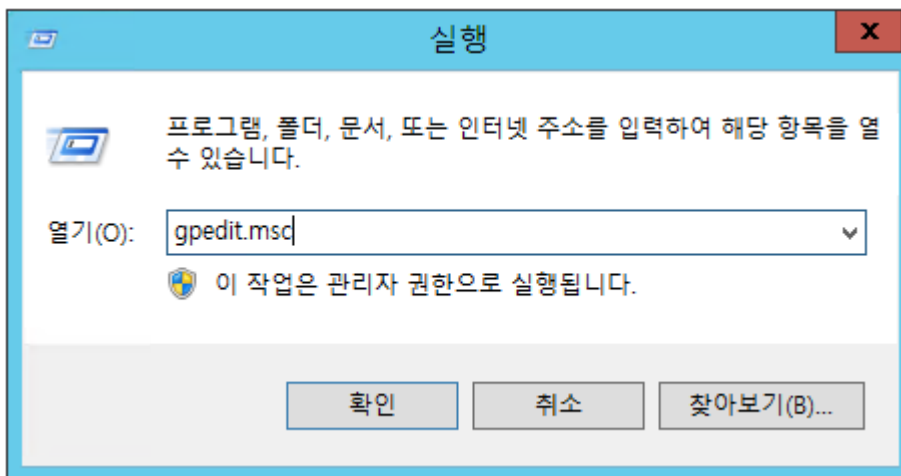 실행
x
프로그램, 폴더, 문서, 또는 인터넷 주소를 입력하여 해당 항목을 열
수 있습니다.
열기(O): gpedit.msc
이 작업은 관리자 권한으로 실행됩니다.
확인 취소 찾아보기(B)...